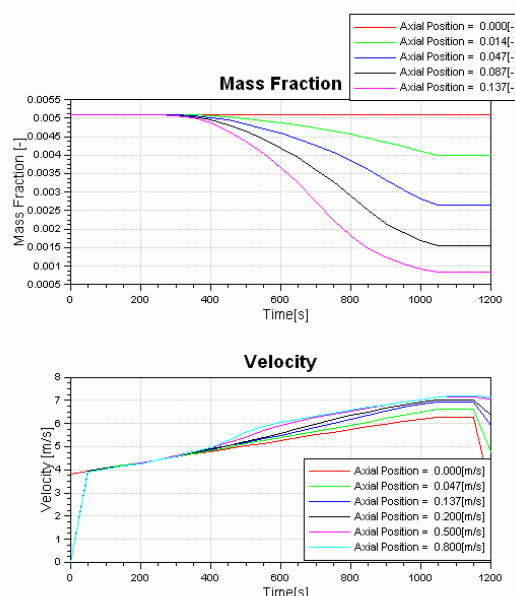 Axial Position = 0.000[-]
Axial Position = 0.014[-]
Axial Position = 0.047[-]
Axial Position = 0.087[-]
Axial Position = 0.137[-]
Mass Fraction
Mass Fraction [-]
0.0055
0.005
0.0045
0.004
0.0035
0.003
0.0025
0.002
0.0015
0.001
0.0005
0 200 400 600 800 1000 1200
Time[s]
Velocity
Velocity [m/s]
8
7
6
5
4
3
2
1
0
Axial Position = 0.000[m/s]
Axial Position = 0.047[m/s]
Axial Position = 0.137[m/s]
Axial Position = 0.200[m/s]
Axial Position = 0.500[m/s]
Axial Position = 0.800[m/s]
0 200 400 600 800 1000 1200
Time[s]